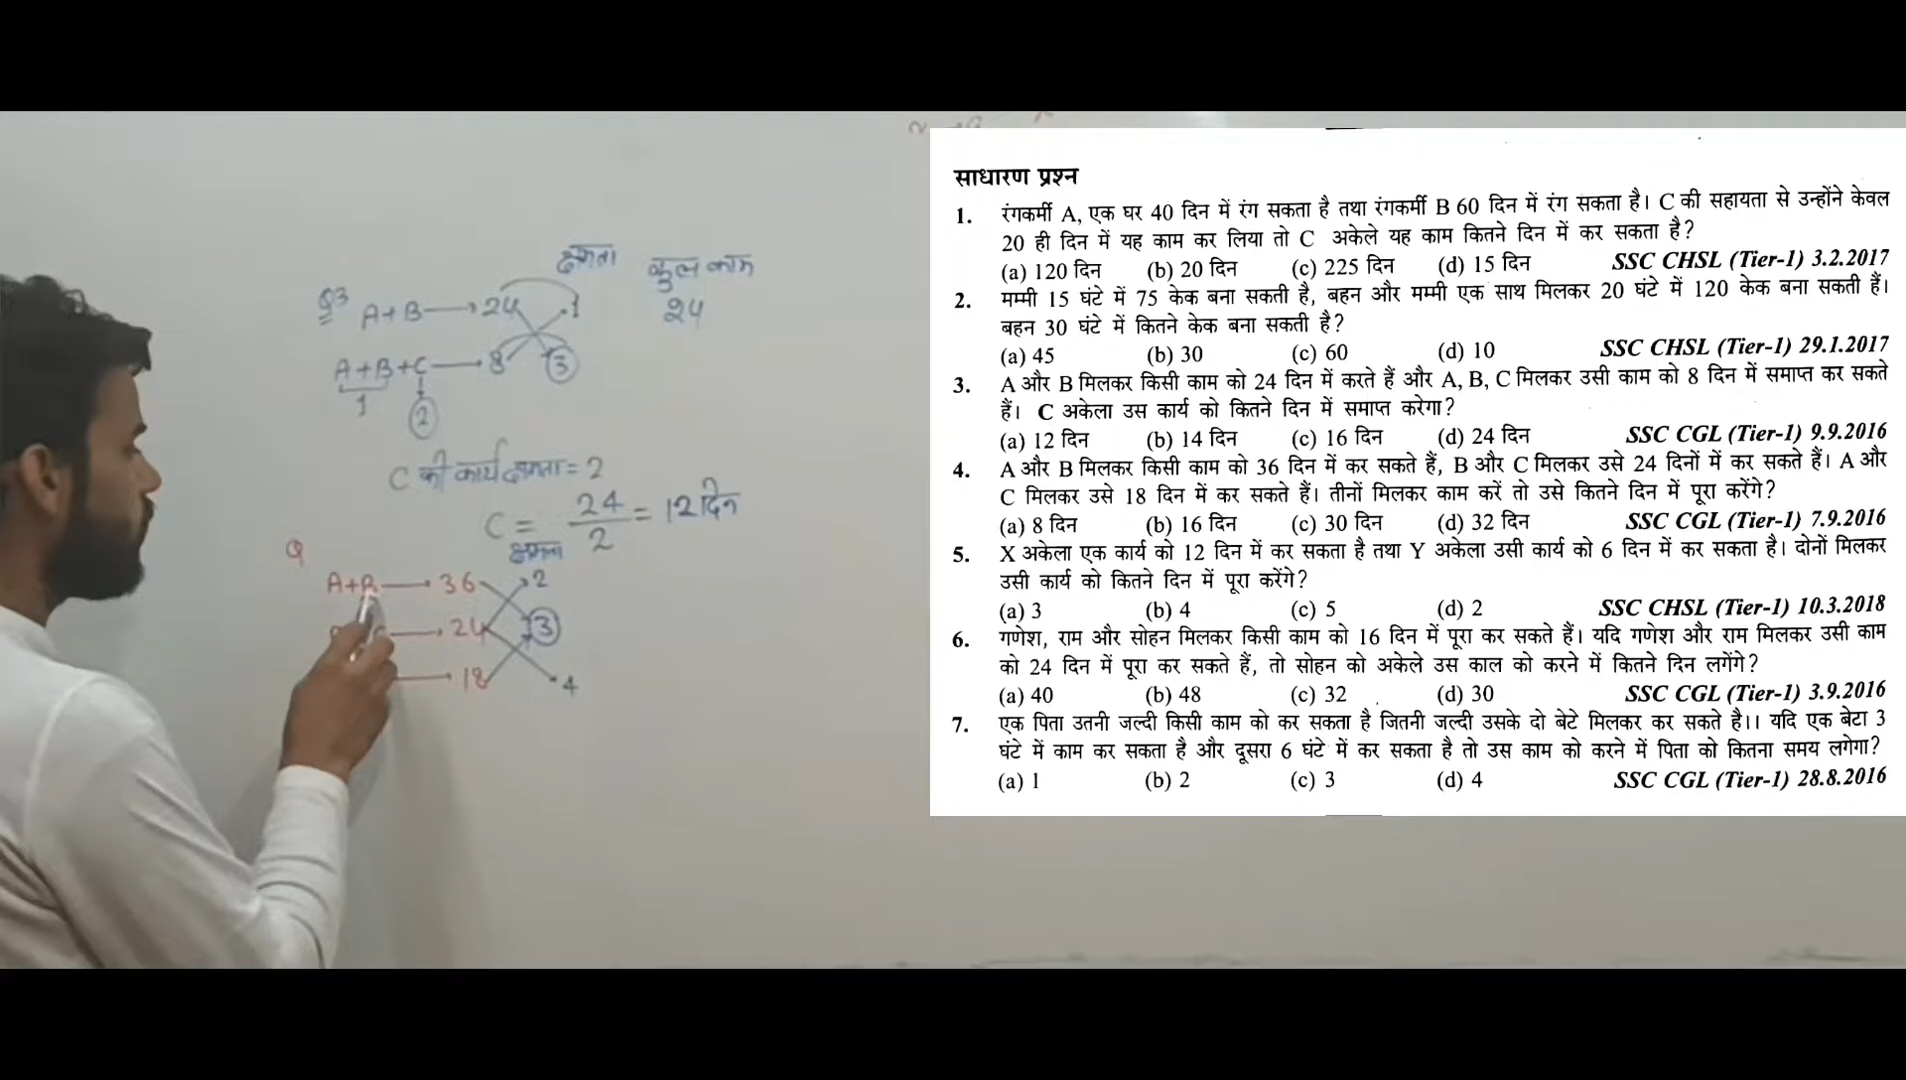 Q3
A+B → 24
1
A+B+C → 8
3
1
2
क्षमता
कुल काम
24
C की कार्यक्षमता = 2
C = 24/2 = 12 दिन
Q
क्षमता
A+B → 36
2
24
3
18
4
साधारण प्रश्न
1. रंगकर्मी A, एक घर 40 दिन में रंग सकता है तथा रंगकर्मी B 60 दिन में रंग सकता है। C की सहायता से उन्होंने केवल
20 ही दिन में यह काम कर लिया तो C अकेले यह काम कितने दिन में कर सकता है?
(a) 120 दिन (b) 20 दिन (c) 225 दिन (d) 15 दिन SSC CHSL (Tier-1) 3.2.2017
2. मम्मी 15 घंटे में 75 केक बना सकती है, बहन और मम्मी एक साथ मिलकर 20 घंटे में 120 केक बना सकती हैं।
बहन 30 घंटे में कितने केक बना सकती है?
(a) 45 (b) 30 (c) 60 (d) 10 SSC CHSL (Tier-1) 29.1.2017
3. A और B मिलकर किसी काम को 24 दिन में करते हैं और A, B, C मिलकर उसी काम को 8 दिन में समाप्त कर सकते
हैं। C अकेला उस कार्य को कितने दिन में समाप्त करेगा?
(a) 12 दिन (b) 14 दिन (c) 16 दिन (d) 24 दिन SSC CGL (Tier-1) 9.9.2016
4. A और B मिलकर किसी काम को 36 दिन में कर सकते हैं, B और C मिलकर उसे 24 दिनों में कर सकते हैं। A और
C मिलकर उसे 18 दिन में कर सकते हैं। तीनों मिलकर काम करें तो उसे कितने दिन में पूरा करेंगे?
(a) 8 दिन (b) 16 दिन (c) 30 दिन (d) 32 दिन SSC CGL (Tier-1) 7.9.2016
5. X अकेला एक कार्य को 12 दिन में कर सकता है तथा Y अकेला उसी कार्य को 6 दिन में कर सकता है। दोनों मिलकर
उसी कार्य को कितने दिन में पूरा करेंगे?
(a) 3 (b) 4 (c) 5 (d) 2 SSC CHSL (Tier-1) 10.3.2018
6. गणेश, राम और सोहन मिलकर किसी काम को 16 दिन में पूरा कर सकते हैं। यदि गणेश और राम मिलकर उसी काम
को 24 दिन में पूरा कर सकते हैं, तो सोहन को अकेले उस काल को करने में कितने दिन लगेंगे?
(a) 40 (b) 48 (c) 32 (d) 30 SSC CGL (Tier-1) 3.9.2016
7. एक पिता उतनी जल्दी किसी काम को कर सकता है जितनी जल्दी उसके दो बेटे मिलकर कर सकते है।। यदि एक बेटा 3
घंटे में काम कर सकता है और दूसरा 6 घंटे में कर सकता है तो उस काम को करने में पिता को कितना समय लगेगा?
(a) 1 (b) 2 (c) 3 (d) 4 SSC CGL (Tier-1) 28.8.2016